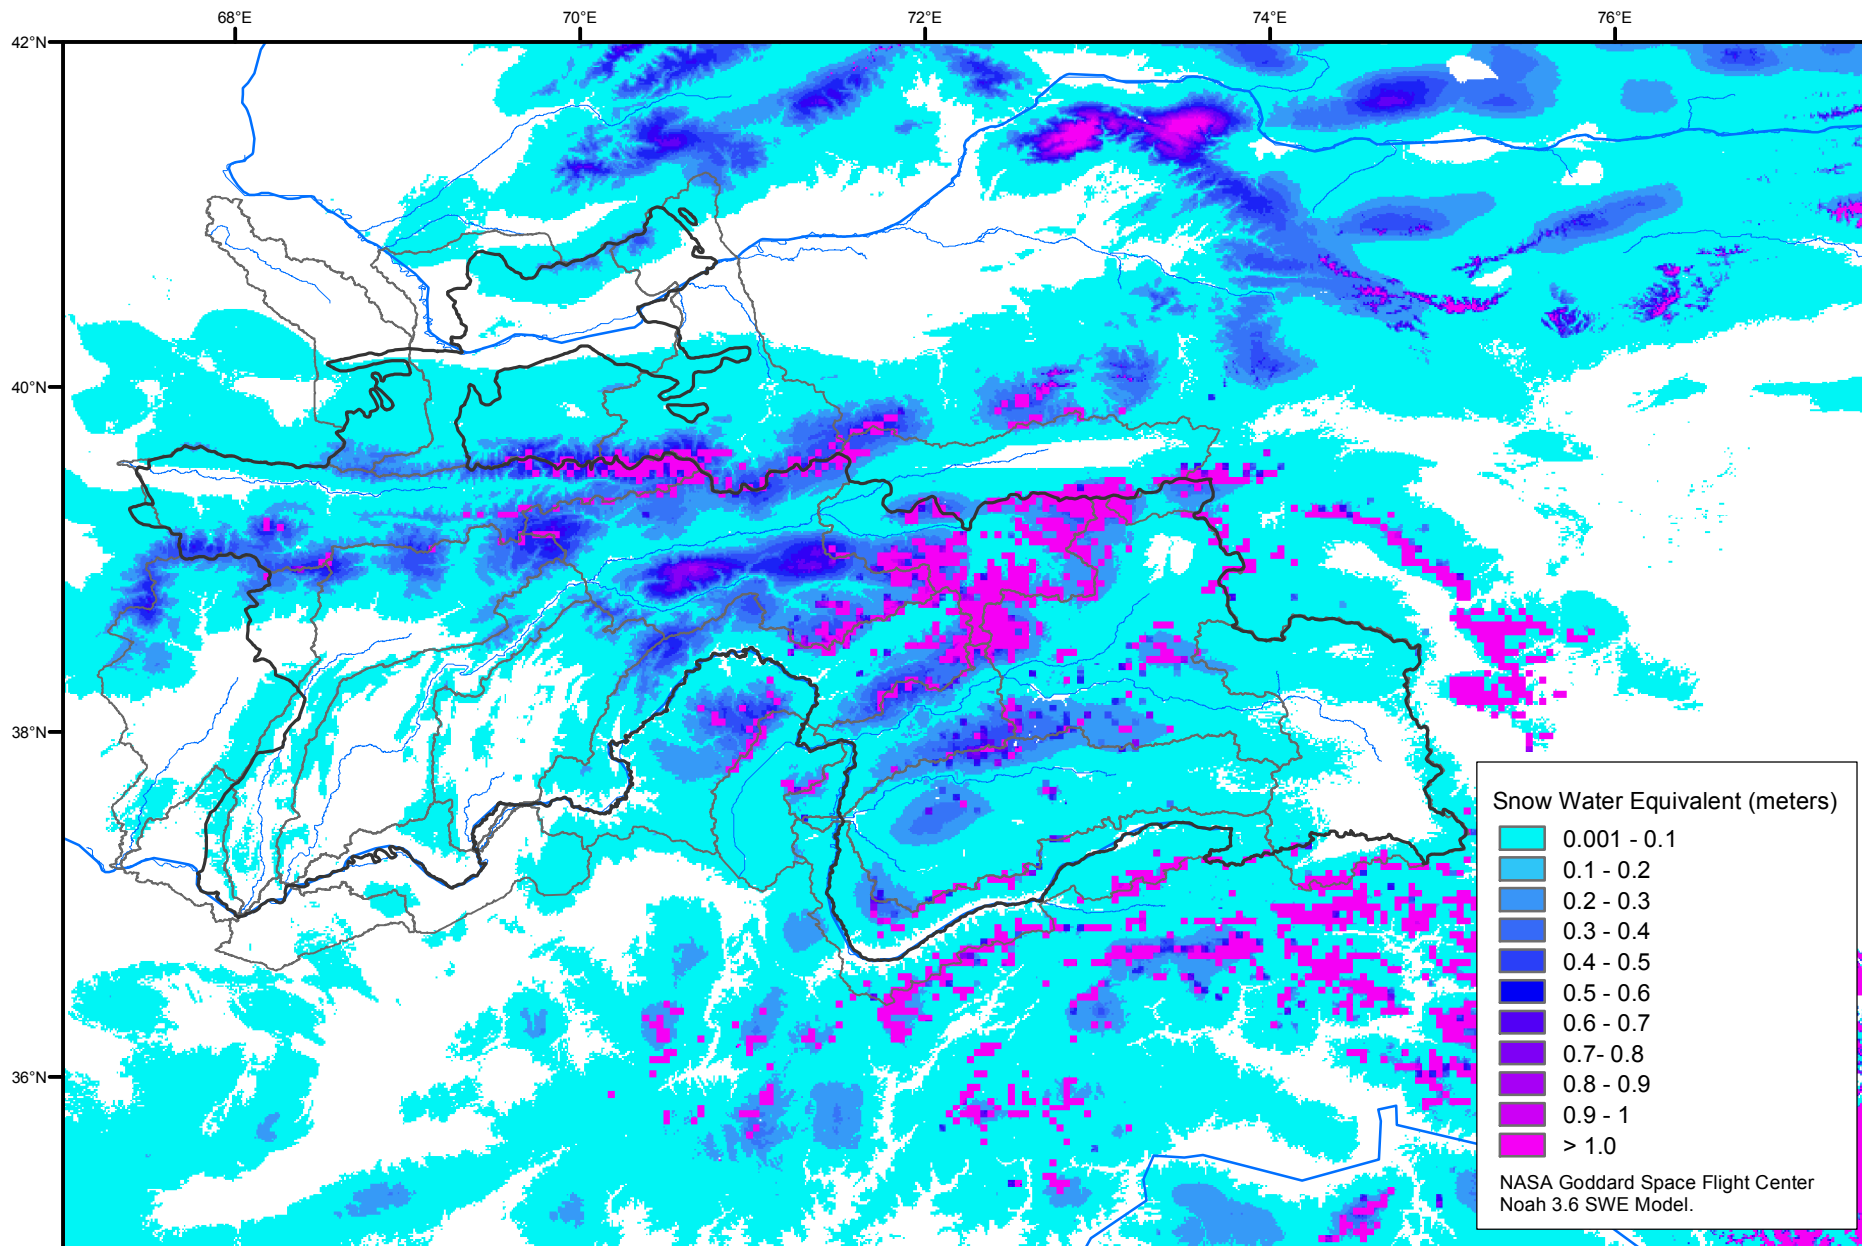 68°E 70°E 72°E 74°E 76°E
42°N
40°N
38°N
36°N
Snow Water Equivalent (meters)
0.001 - 0.1
0.1 - 0.2
0.2 - 0.3
0.3 - 0.4
0.4 - 0.5
0.5 - 0.6
0.6 - 0.7
0.7- 0.8
0.8 - 0.9
0.9 - 1
> 1.0
NASA Goddard Space Flight Center
Noah 3.6 SWE Model.